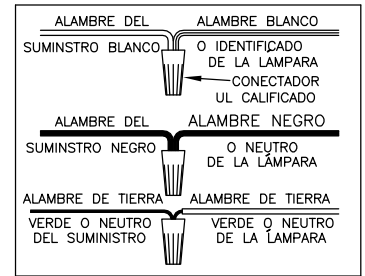 ALAMBRE DEL ALAMBRE BLANCO
SUMINSTRO BLANCO O IDENTIFICADO
DE LA LÁMPARA
CONECTADOR
UL CALIFICADO
ALAMBRE DEL ALAMBRE NEGRO
SUMINSTRO NEGRO O NEUTRO
DE LA LÁMPARA
ALAMBRE DE TIERRA ALAMBRE DE TIERRA
VERDE O NEUTRO VERDE O NEUTRO
DEL SUMINISTRO DE LA LÁMPARA